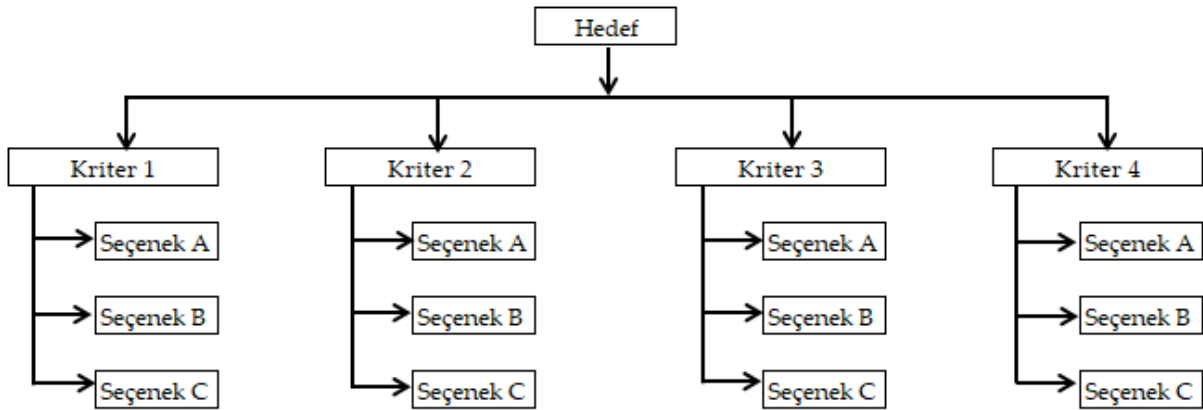 Hedef
Kriter 1
Kriter 2
Kriter 3
Kriter 4
Seçenek A
Seçenek A
Seçenek A
Seçenek A
Seçenek B
Seçenek B
Seçenek B
Seçenek B
Seçenek C
Seçenek C
Seçenek C
Seçenek C